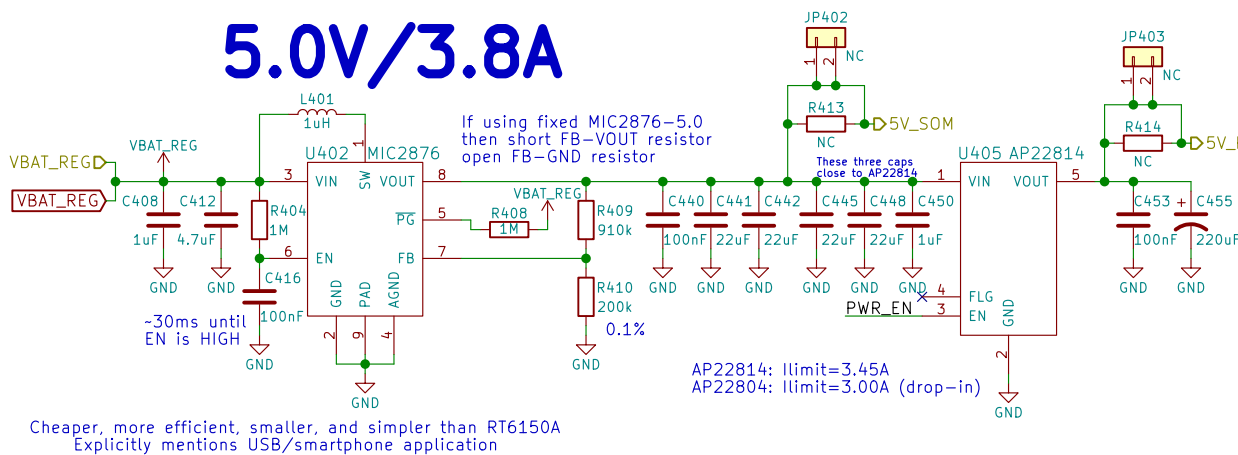 5.0V/3.8A
JP402
1 2
NC
JP403
1 2
NC
L401
1uH
If using fixed MIC2876-5.0
then short FB-VOUT resistor
open FB-GND resistor
R413
NC
5V_SOM
R414
NC
5V_
VBAT_REG
VBAT_REG
VBAT_REG
U402 MIC2876
1
3 VIN
SW
VOUT 8
PG 5
6 EN
FB 7
GND
PAD
AGND
2
9
4
GND
C408
1uF
GND
C412
4.7uF
GND
R404
1M
C416
100nF
GND
~30ms until
EN is HIGH
VBAT_REG
R408
1M
R409
910k
R410
200k
0.1%
GND
These three caps
close to AP22814
C440
100nF
GND
C441
22uF
GND
C442
22uF
GND
C445
22uF
GND
C448
22uF
GND
C450
1uF
GND
U405 AP22814
1 VIN
VOUT 5
4 FLG
PWR_EN 3 EN
GND
2
GND
C453
100nF
GND
C455
+
220uF
GND
AP22814: Ilimit=3.45A
AP22804: Ilimit=3.00A (drop-in)
Cheaper, more efficient, smaller, and simpler than RT6150A
Explicitly mentions USB/smartphone application